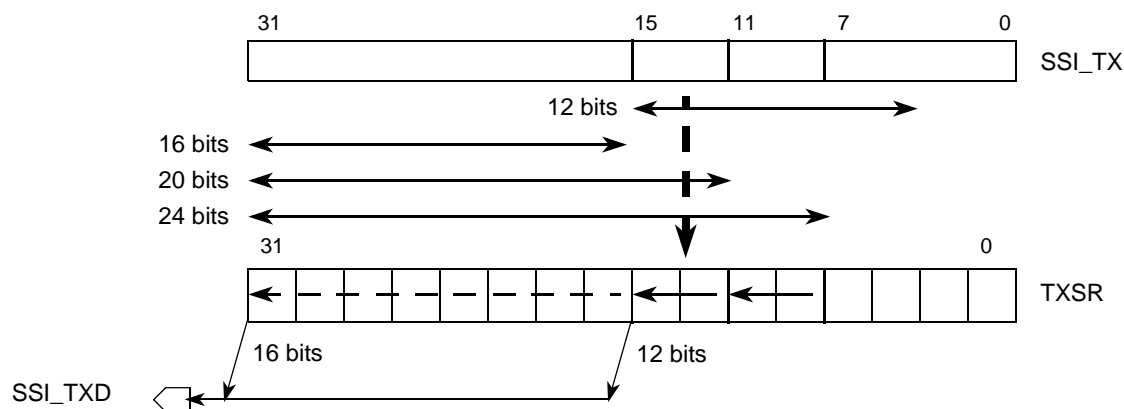 31 15 11 7 0
SSI_TX
12 bits
16 bits
20 bits
24 bits
31 0
TXSR
16 bits 12 bits
SSI_TXD